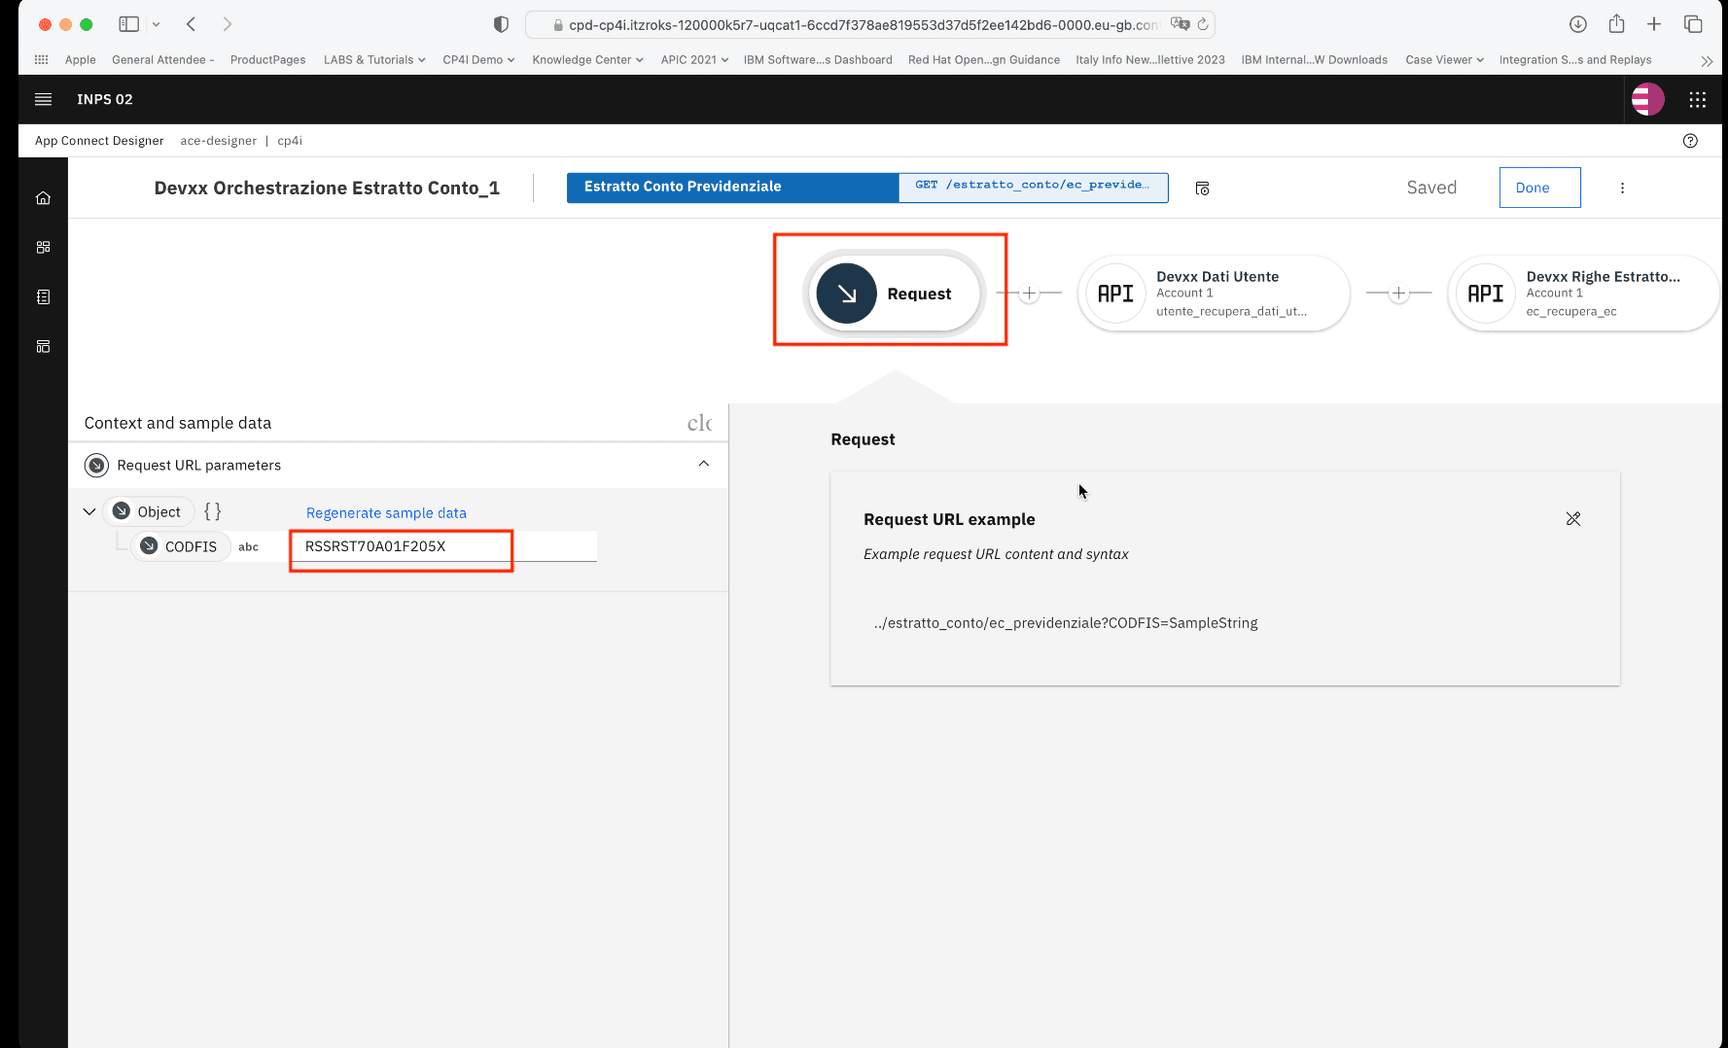 cpd-cp4i.itzroks-120000k5r7-uqcat1-6ccd7f378ae819553d37d5f2ee142bd6-0000.eu-gb.con
Apple General Attendee - ProductPages LABS & Tutorials CP4I Demo Knowledge Center APIC 2021 IBM Software...s Dashboard Red Hat Open...gn Guidance Italy Info New...llettive 2023 IBM Internal...W Downloads Case Viewer Integration S...s and Replays
INPS 02
App Connect Designer ace-designer | cp4i
Devxx Orchestrazione Estratto Conto_1 Estratto Conto Previdenziale GET /estratto_conto/ec_previde... Saved Done
Request
API Devxx Dati Utente
Account 1
utente_recupera_dati_ut...
API Devxx Righe Estratto...
Account 1
ec_recupera_ec
Context and sample data clo
Request URL parameters
Object { } Regenerate sample data
CODFIS abc RSSRST70A01F205X
Request
Request URL example
Example request URL content and syntax
../estratto_conto/ec_previdenziale?CODFIS=SampleString